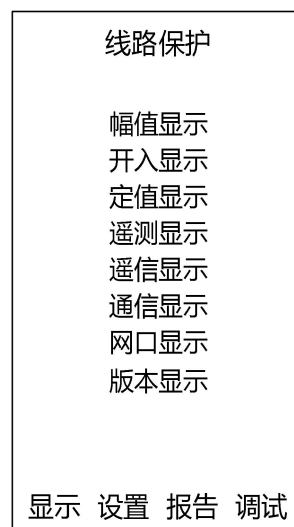 线路保护
幅值显示
开入显示
定值显示
遥测显示
遥信显示
通信显示
网口显示
版本显示
显示 设置 报告 调试